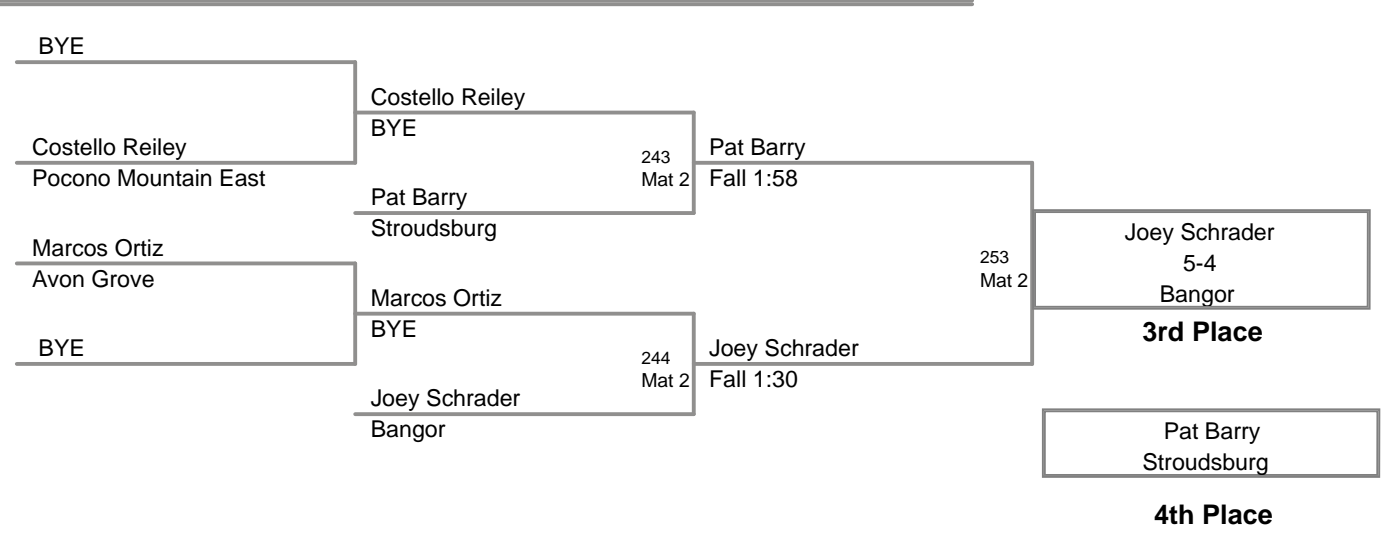 BYE
Costello Reiley
BYE
Costello Reiley
Pocono Mountain East
243
Mat 2
Pat Barry
Fall 1:58
Pat Barry
Stroudsburg
Marcos Ortiz
Avon Grove
253
Mat 2
Joey Schrader
5-4
Bangor
3rd Place
Marcos Ortiz
BYE
BYE
244
Mat 2
Joey Schrader
Fall 1:30
Joey Schrader
Bangor
Pat Barry
Stroudsburg
4th Place